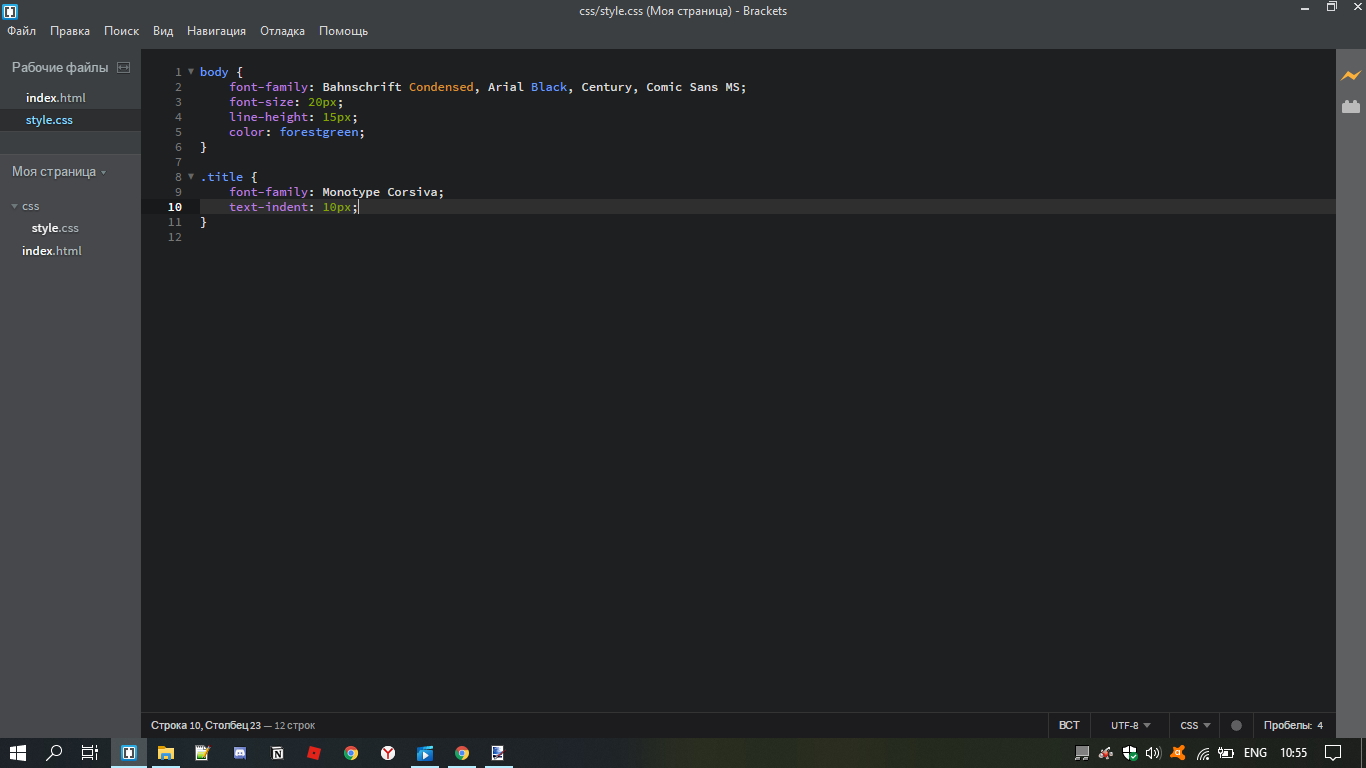 css/style.css (Моя страница) - Brackets
Файл Правка Поиск Вид Навигация Отладка Помощь
Рабочие файлы
index.html
style.css
Моя страница
css
style.css
index.html
1 body {
2     font-family: Bahnschrift Condensed, Arial Black, Century, Comic Sans MS;
3     font-size: 20px;
4     line-height: 15px;
5     color: forestgreen;
6 }
7
8 .title {
9     font-family: Monotype Corsiva;
10     text-indent: 10px;
11 }
12
Строка 10, Столбец 23 — 12 строк
ВСТ UTF-8 CSS Пробелы: 4
ENG 10:55